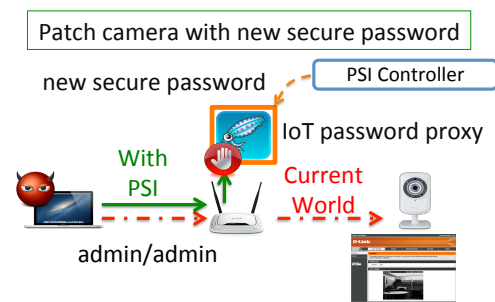 Patch camera with new secure password
new secure password
PSI Controller
IoT password proxy
With
PSI
Current
World
admin/admin
D-Link